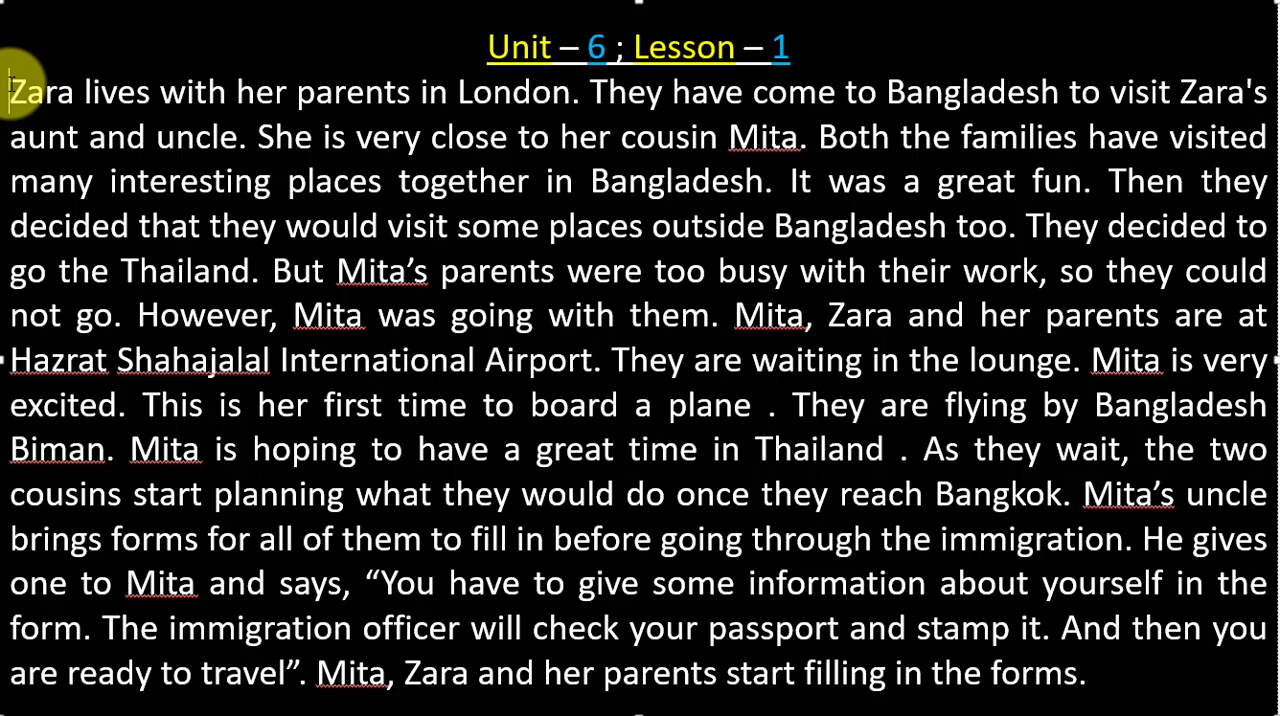 Unit – 6 ; Lesson – 1
Zara lives with her parents in London. They have come to Bangladesh to visit Zara's
aunt and uncle. She is very close to her cousin Mita. Both the families have visited
many interesting places together in Bangladesh. It was a great fun. Then they
decided that they would visit some places outside Bangladesh too. They decided to
go the Thailand. But Mita’s parents were too busy with their work, so they could
not go. However, Mita was going with them. Mita, Zara and her parents are at
Hazrat Shahajalal International Airport. They are waiting in the lounge. Mita is very
excited. This is her first time to board a plane . They are flying by Bangladesh
Biman. Mita is hoping to have a great time in Thailand . As they wait, the two
cousins start planning what they would do once they reach Bangkok. Mita’s uncle
brings forms for all of them to fill in before going through the immigration. He gives
one to Mita and says, “You have to give some information about yourself in the
form. The immigration officer will check your passport and stamp it. And then you
are ready to travel”. Mita, Zara and her parents start filling in the forms.